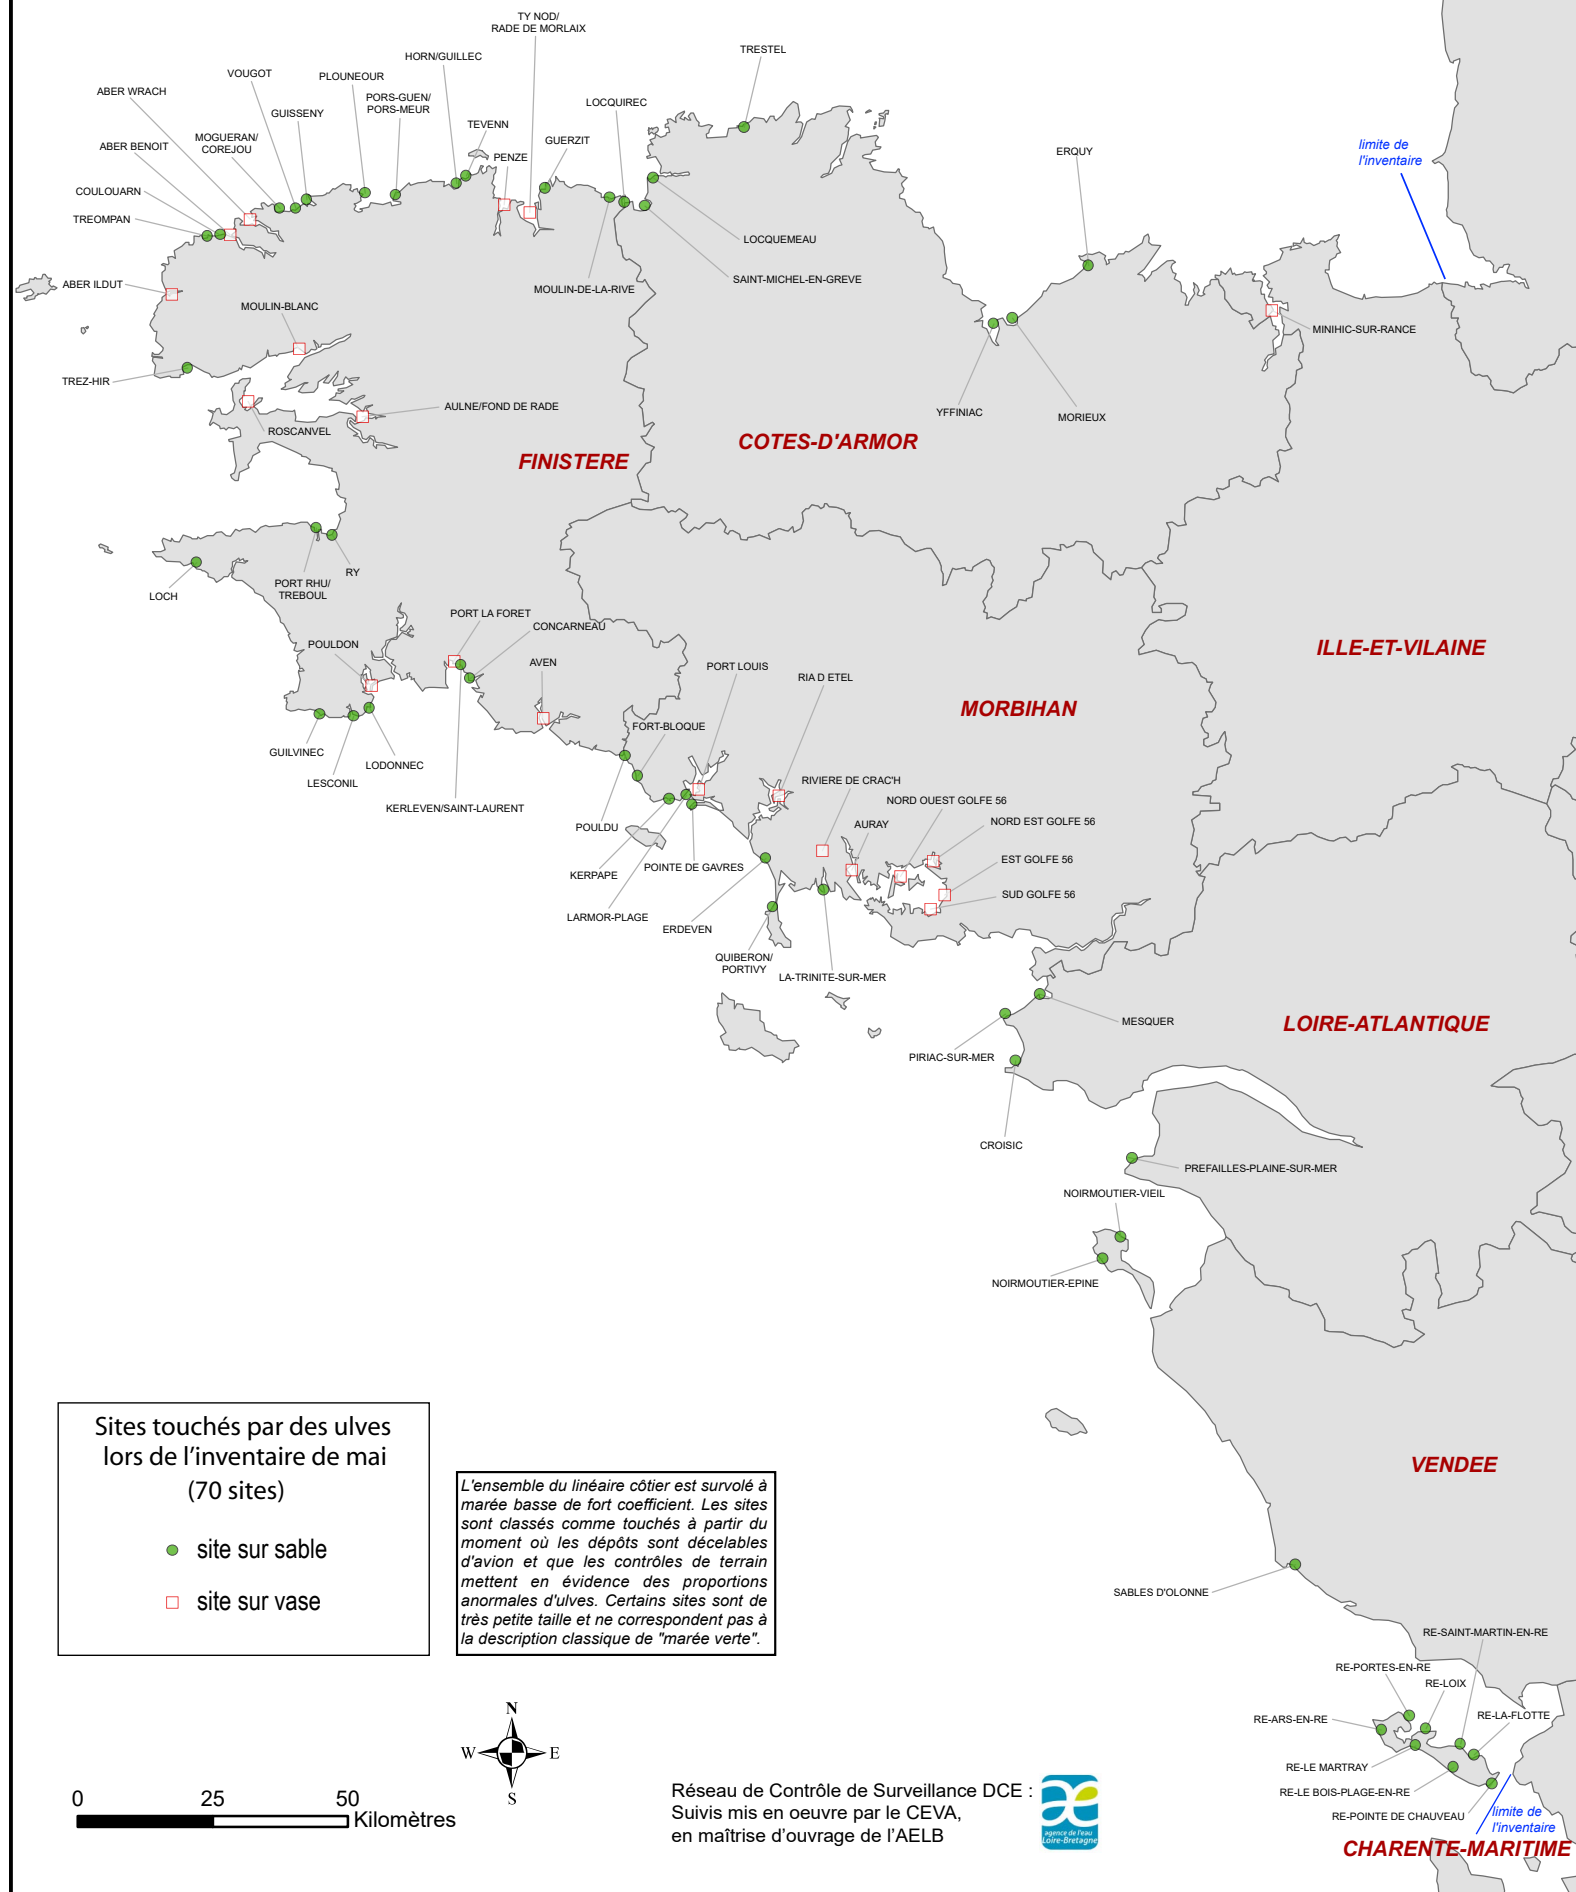 TY NOD/
RADE DE MORLAIX
TRESTEL
HORN/GUILLEC
VOUGOT
PLOUNEOUR
ABER WRACH
PORS-GUEN/
PORS-MEUR
LOCQUIREC
GUISSENY
TEVENN
MOGUERAN/
COREJOU
GUERZIT
ABER BENOIT
PENZE
ERQUY
limite de
l'inventaire
COULOUARN
TREOMPAN
LOCQUEMEAU
SAINT-MICHEL-EN-GREVE
ABER ILDUT
MOULIN-DE-LA-RIVE
MOULIN-BLANC
MINIHIC-SUR-RANCE
TREZ-HIR
AULNE/FOND DE RADE
YFFINIAC
MORIEUX
ROSCANVEL
COTES-D'ARMOR
FINISTERE
RY
PORT RHU/
TREBOUL
LOCH
PORT LA FORET
CONCARNEAU
POULDON
AVEN
PORT LOUIS
RIA D ETEL
ILLE-ET-VILAINE
MORBIHAN
FORT-BLOQUE
GUILVINEC
LODONNEC
LESCONIL
RIVIERE DE CRAC'H
KERLEVEN/SAINT-LAURENT
NORD OUEST GOLFE 56
POULDU
AURAY
NORD EST GOLFE 56
EST GOLFE 56
POINTE DE GAVRES
KERPAPE
SUD GOLFE 56
LARMOR-PLAGE
ERDEVEN
QUIBERON/
PORTIVY
LA-TRINITE-SUR-MER
MESQUER
LOIRE-ATLANTIQUE
PIRIAC-SUR-MER
CROISIC
PREFAILLES-PLAINE-SUR-MER
NOIRMOUTIER-VIEIL
NOIRMOUTIER-EPINE
Sites touchés par des ulves
lors de l'inventaire de mai
(70 sites)
site sur sable
site sur vase
L'ensemble du linéaire côtier est survolé à
marée basse de fort coefficient. Les sites
sont classés comme touchés à partir du
moment où les dépôts sont décelables
d'avion et que les contrôles de terrain
mettent en évidence des proportions
anormales d'ulves. Certains sites sont de
très petite taille et ne correspondent pas à
la description classique de "marée verte".
VENDEE
SABLES D'OLONNE
RE-SAINT-MARTIN-EN-RE
RE-PORTES-EN-RE
RE-LOIX
RE-ARS-EN-RE
RE-LA-FLOTTE
RE-LE MARTRAY
RE-LE BOIS-PLAGE-EN-RE
RE-POINTE DE CHAUVEAU
limite de
l'inventaire
CHARENTE-MARITIME
N
W
E
S
0 25 50
Kilomètres
Réseau de Contrôle de Surveillance DCE :
Suivis mis en oeuvre par le CEVA,
en maîtrise d'ouvrage de l'AELB
agence de l'eau
Loire-Bretagne